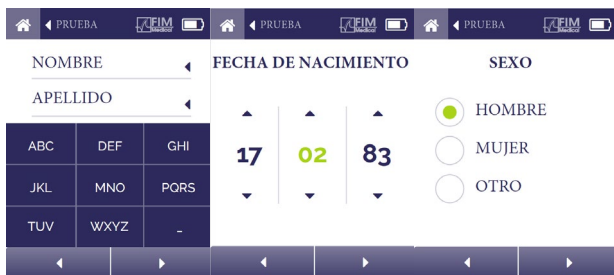 PRUEBA
FIM
Medical
NOMBRE
APELLIDO
ABC DEF GHI
JKL MNO PQRS
TUV WXYZ _
PRUEBA
FIM
Medical
FECHA DE NACIMIENTO
17 02 83
PRUEBA
FIM
Medical
SEXO
HOMBRE
MUJER
OTRO